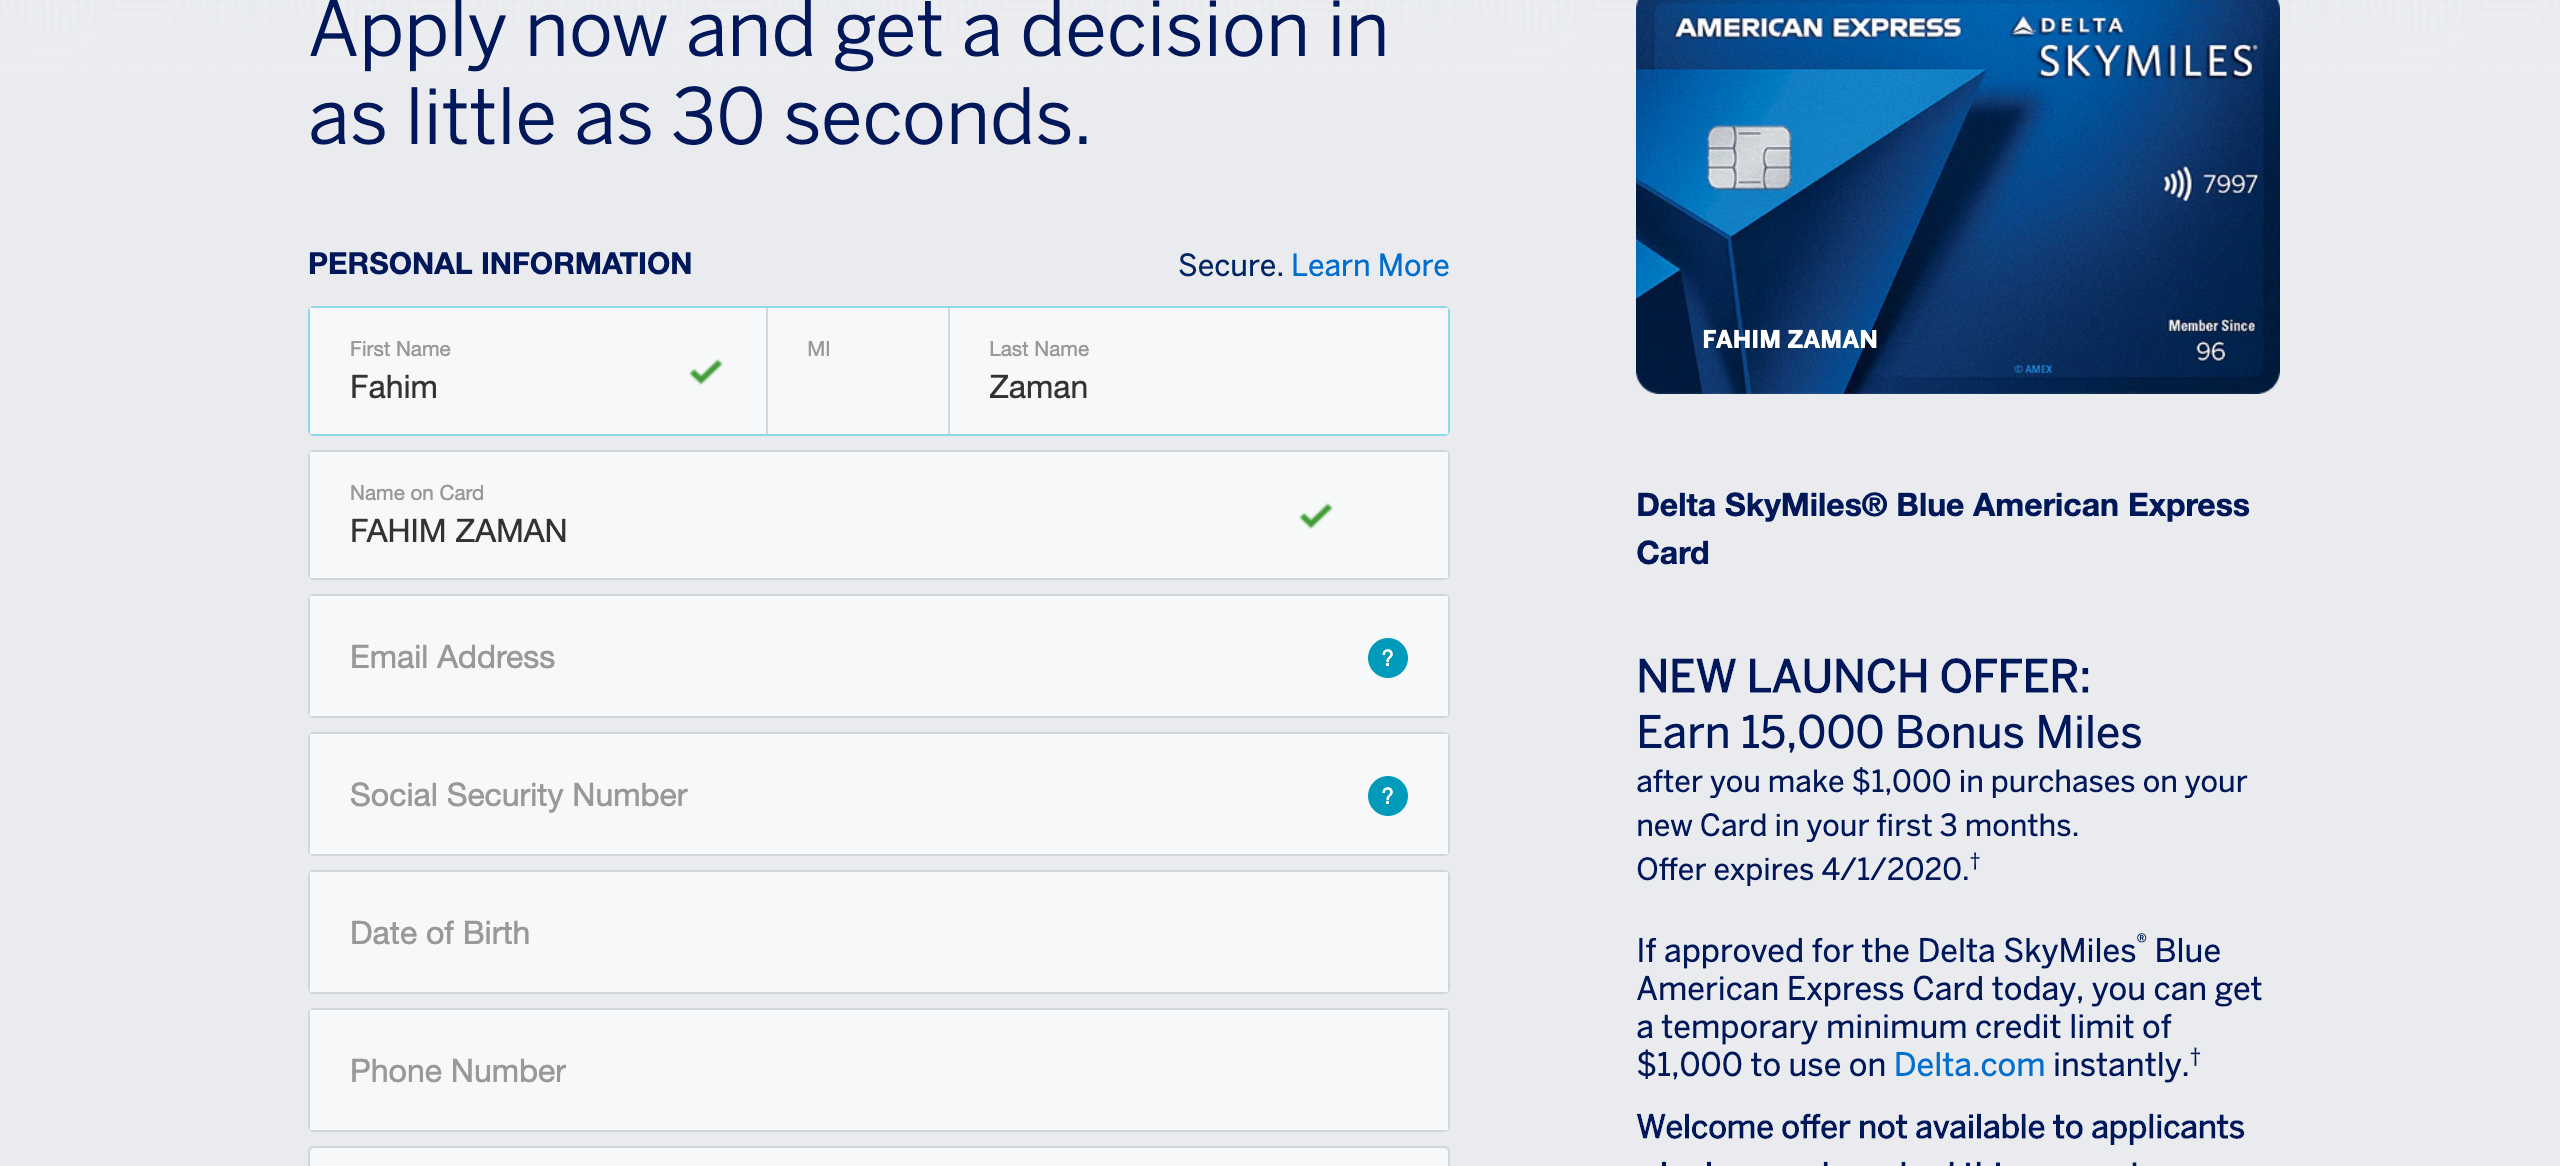 Apply now and get a decision in
as little as 30 seconds.
PERSONAL INFORMATION
Secure. Learn More
First Name
Fahim
MI
Last Name
Zaman
Name on Card
FAHIM ZAMAN
Email Address
?
Social Security Number
?
Date of Birth
Phone Number
AMERICAN EXPRESS
DELTA
SKYMILES®
7997
FAHIM ZAMAN
Member Since
96
© AMEX
Delta SkyMiles® Blue American Express
Card
NEW LAUNCH OFFER:
Earn 15,000 Bonus Miles
after you make $1,000 in purchases on your
new Card in your first 3 months.
Offer expires 4/1/2020.†
If approved for the Delta SkyMiles® Blue
American Express Card today, you can get
a temporary minimum credit limit of
$1,000 to use on Delta.com instantly.†
Welcome offer not available to applicants